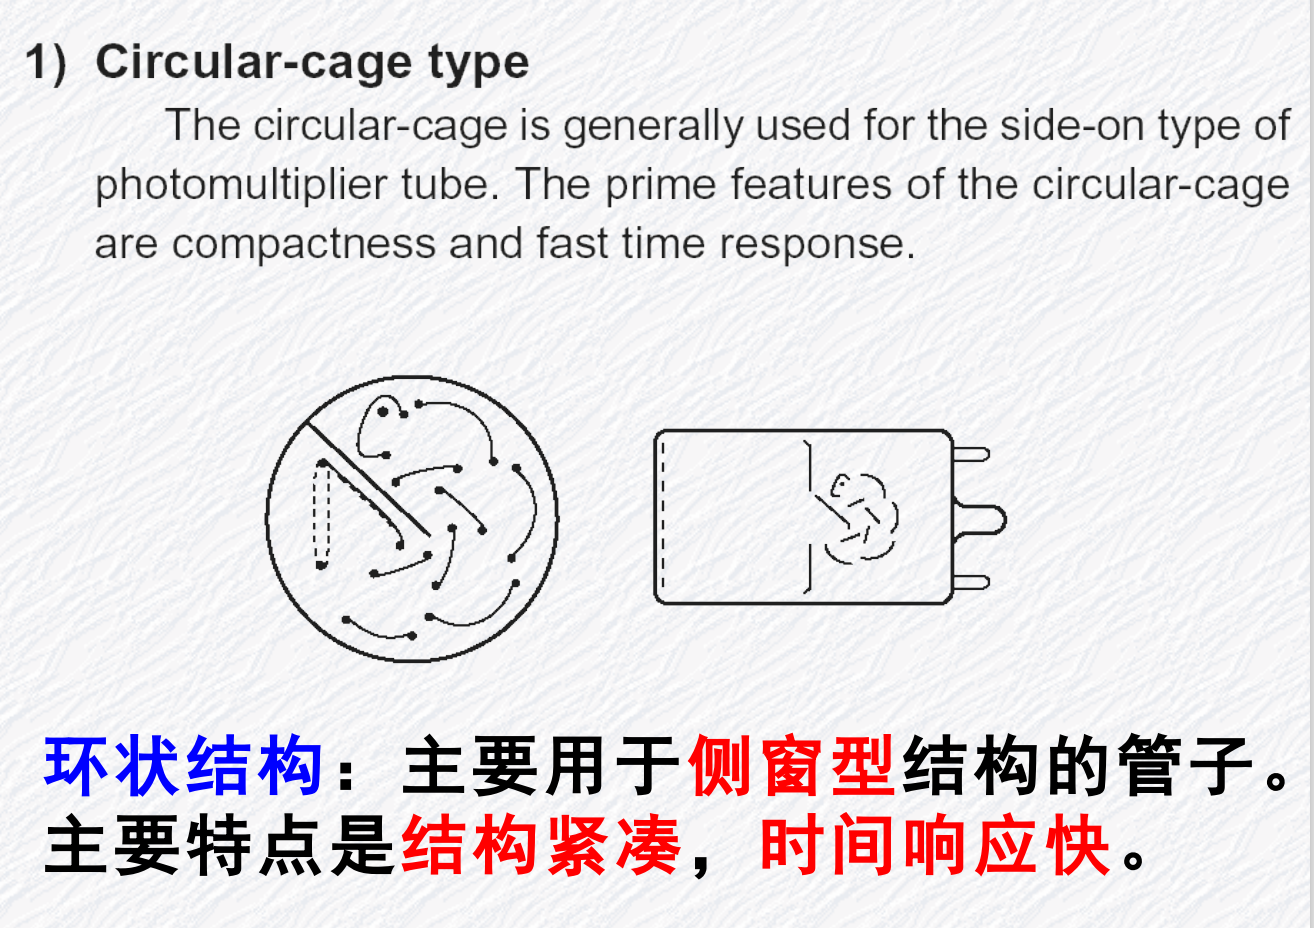 1) Circular-cage type
The circular-cage is generally used for the side-on type of
photomultiplier tube. The prime features of the circular-cage
are compactness and fast time response.
环状结构：主要用于侧窗型结构的管子。
主要特点是结构紧凑，时间响应快。